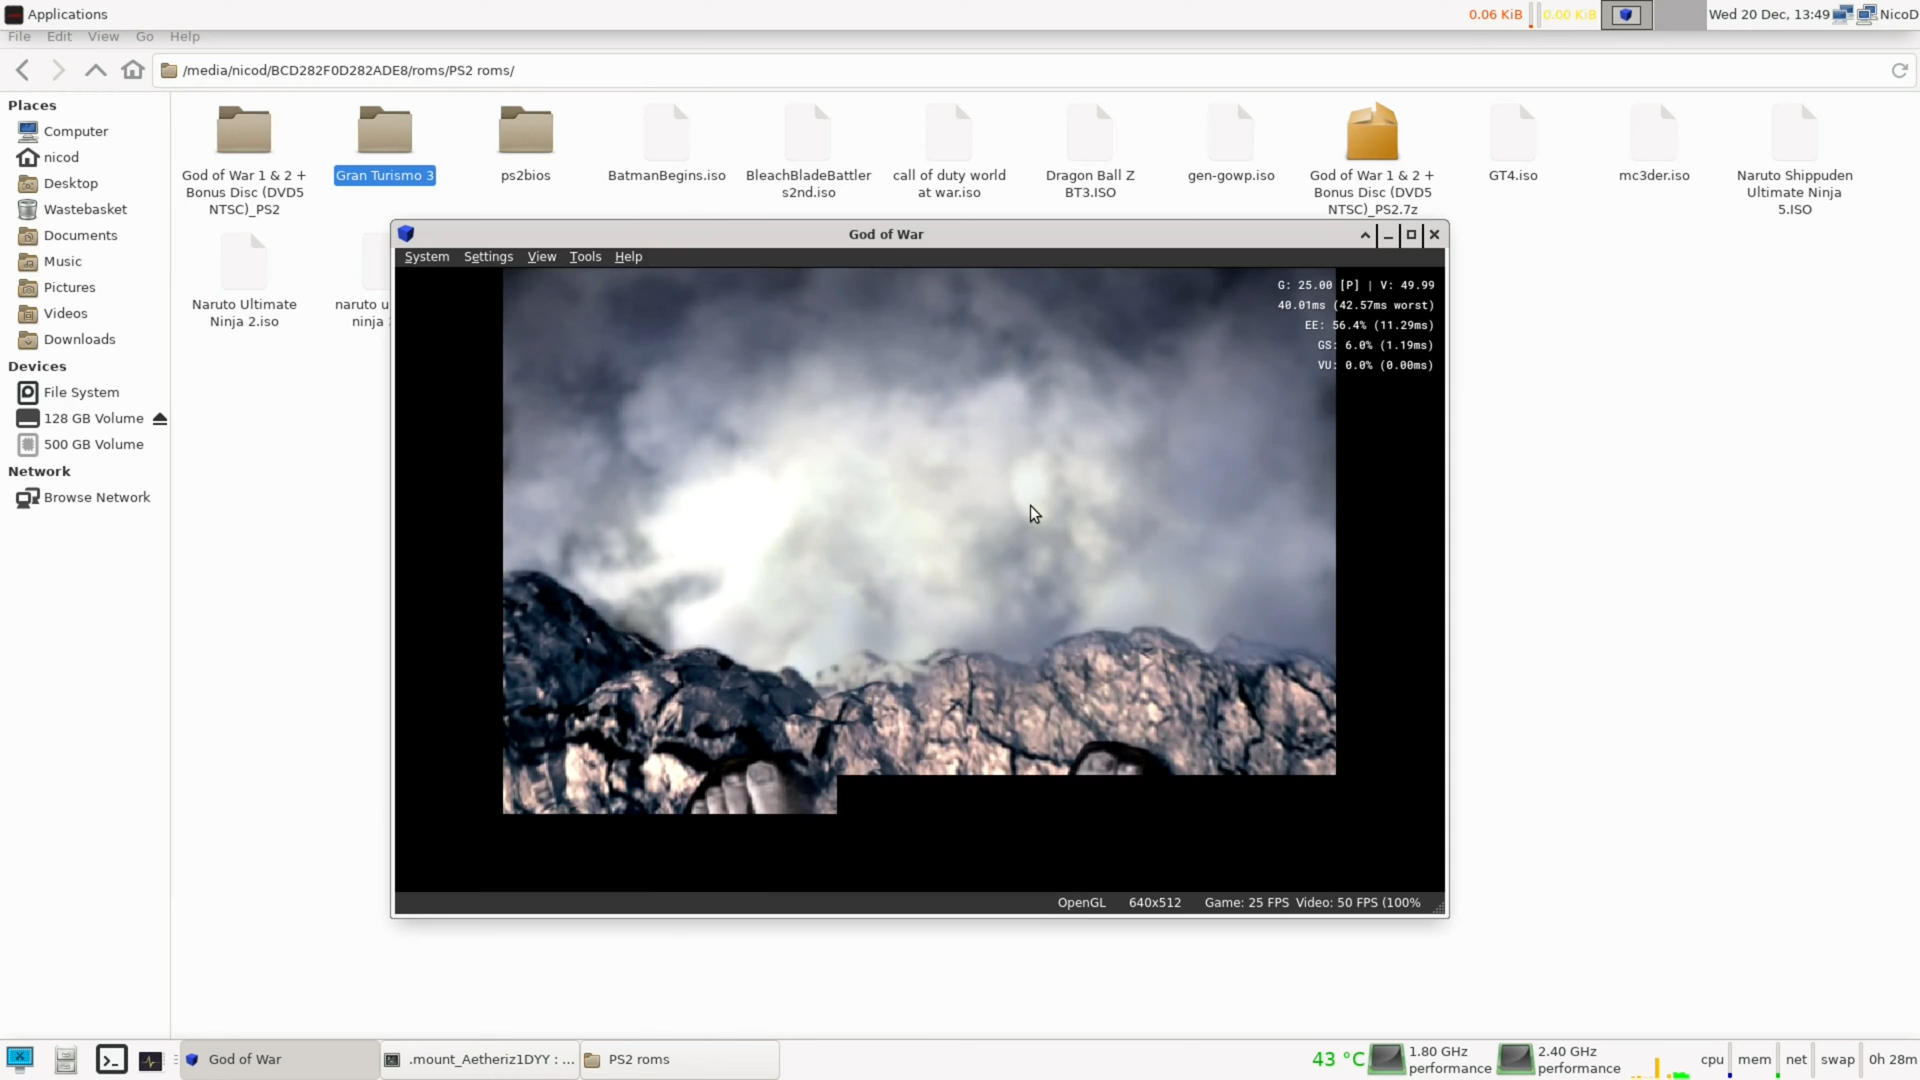 Applications
0.06 KiB
0.00 KiB
Wed 20 Dec, 13:49
NicoD
File Edit View Go Help
/media/nicod/BCD282F0D282ADE8/roms/PS2 roms/
Places
Computer
nicod
Desktop
Wastebasket
Documents
Music
Pictures
Videos
Downloads
Devices
File System
128 GB Volume
500 GB Volume
Network
Browse Network
God of War 1 & 2 +
Bonus Disc (DVD5
NTSC)_PS2
Gran Turismo 3
ps2bios
BatmanBegins.iso
BleachBladeBattler
s2nd.iso
call of duty world
at war.iso
Dragon Ball Z
BT3.ISO
gen-gowp.iso
God of War 1 & 2 +
Bonus Disc (DVD5
NTSC)_PS2.7z
GT4.iso
mc3der.iso
Naruto Shippuden
Ultimate Ninja
5.ISO
Naruto Ultimate
Ninja 2.iso
naruto u
ninja
God of War
System Settings View Tools Help
G: 25.00 [P] | V: 49.99
40.01ms (42.57ms worst)
EE: 56.4% (11.29ms)
GS: 6.0% (1.19ms)
VU: 0.0% (0.00ms)
OpenGL 640x512 Game: 25 FPS Video: 50 FPS (100%
God of War
.mount_Aetheriz1DYY : ...
PS2 roms
43 °C
1.80 GHz
performance
2.40 GHz
performance
cpu mem net swap 0h 28m